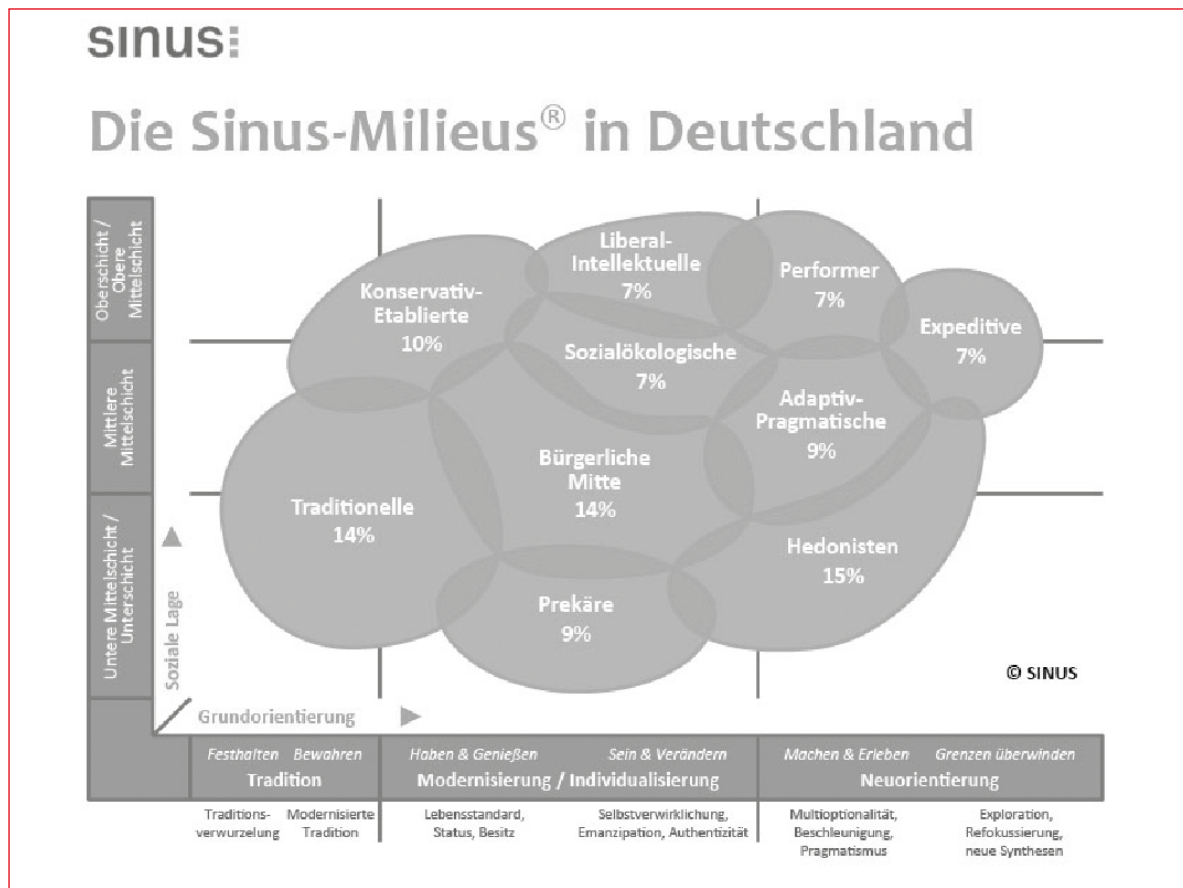 sinus
Die Sinus-Milieus® in Deutschland
Oberschicht /
Obere
Mittelschicht
Mittlere
Mittelschicht
Untere Mittelschicht /
Unterschicht
Soziale Lage
Konservativ-
Etablierte
10%
Liberal-
Intellektuelle
7%
Performer
7%
Expeditive
7%
Sozialökologische
7%
Adaptiv-
Pragmatische
9%
Bürgerliche
Mitte
14%
Traditionelle
14%
Hedonisten
15%
Prekäre
9%
© SINUS
Grundorientierung
Festhalten Bewahren
Tradition
Haben & Genießen Sein & Verändern
Modernisierung / Individualisierung
Machen & Erleben Grenzen überwinden
Neuorientierung
Traditions-
verwurzelung
Modernisierte
Tradition
Lebensstandard,
Status, Besitz
Selbstverwirklichung,
Emanzipation, Authentizität
Multioptionalität,
Beschleunigung,
Pragmatismus
Exploration,
Refokussierung,
neue Synthesen